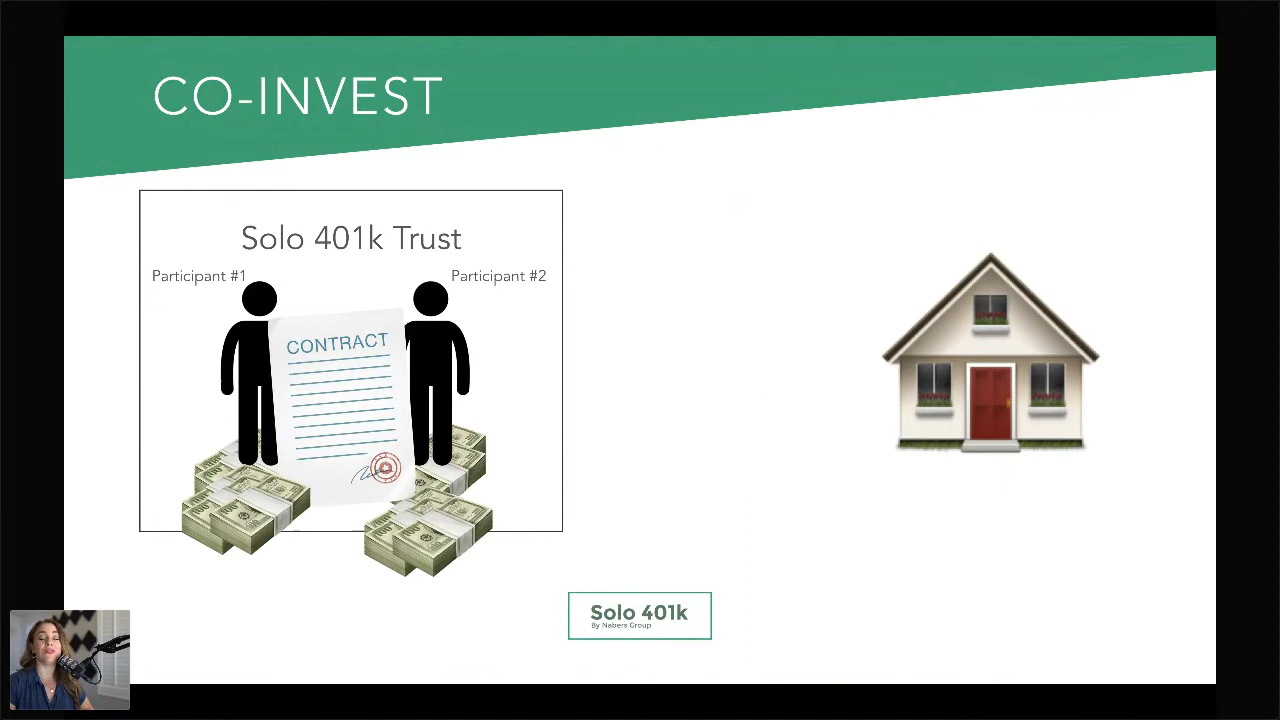 CO-INVEST
Solo 401k Trust
Participant #1
Participant #2
CONTRACT
Solo 401k
By Nabers Group